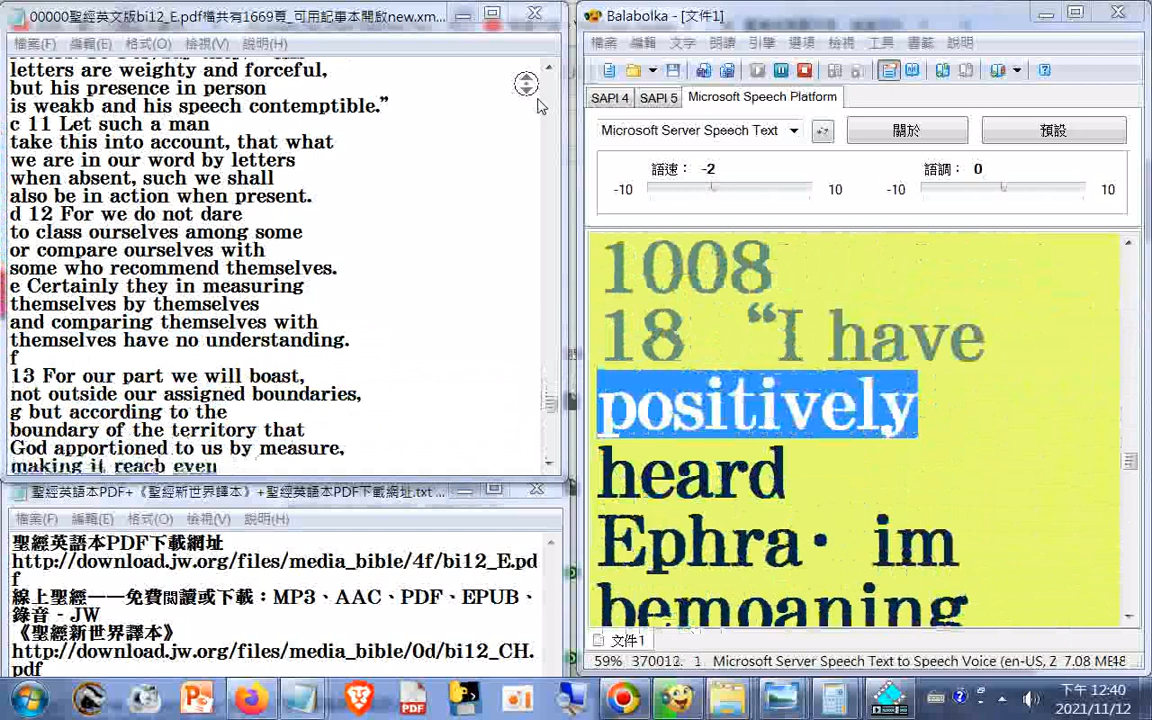 00000聖經英文版bi12_E.pdf檔共有1669頁_可用記事本開啟new.xm...
檔案(F) 編輯(E) 格式(O) 檢視(V) 說明(H)
letters are weighty and forceful,
but his presence in person
is weakb and his speech contemptible.”
c 11 Let such a man
take this into account, that what
we are in our word by letters
when absent, such we shall
also be in action when present.
d 12 For we do not dare
to class ourselves among some
or compare ourselves with
some who recommend themselves.
e Certainly they in measuring
themselves by themselves
and comparing themselves with
themselves have no understanding.
f
13 For our part we will boast,
not outside our assigned boundaries,
g but according to the
boundary of the territory that
God apportioned to us by measure,
making it reach even
聖經英語本PDF+《聖經新世界譯本》+聖經英語本PDF下載網址.txt ...
檔案(F) 編輯(E) 格式(O) 檢視(V) 說明(H)
聖經英語本PDF下載網址
http://download.jw.org/files/media_bible/4f/bi12_E.pd
f
線上聖經——免費閱讀或下載：MP3、AAC、PDF、EPUB、
錄音 - JW
《聖經新世界譯本》
http://download.jw.org/files/media_bible/0d/bi12_CH.
pdf
Balabolka - [文件1]
檔案 編輯 文字 朗讀 引擎 選項 檢視 工具 書籤 說明
SAPI 4 SAPI 5 Microsoft Speech Platform
Microsoft Server Speech Text 關於 預設
語速： -2 語調： 0
-10 10 -10 10
1008
18 “I have
positively
heard
Ephra· im
bemoaning
文件1
59% 370012. 1 Microsoft Server Speech Text to Speech Voice (en-US, Z 7.08 ME48
PDF
下午 12:40
2021/11/12